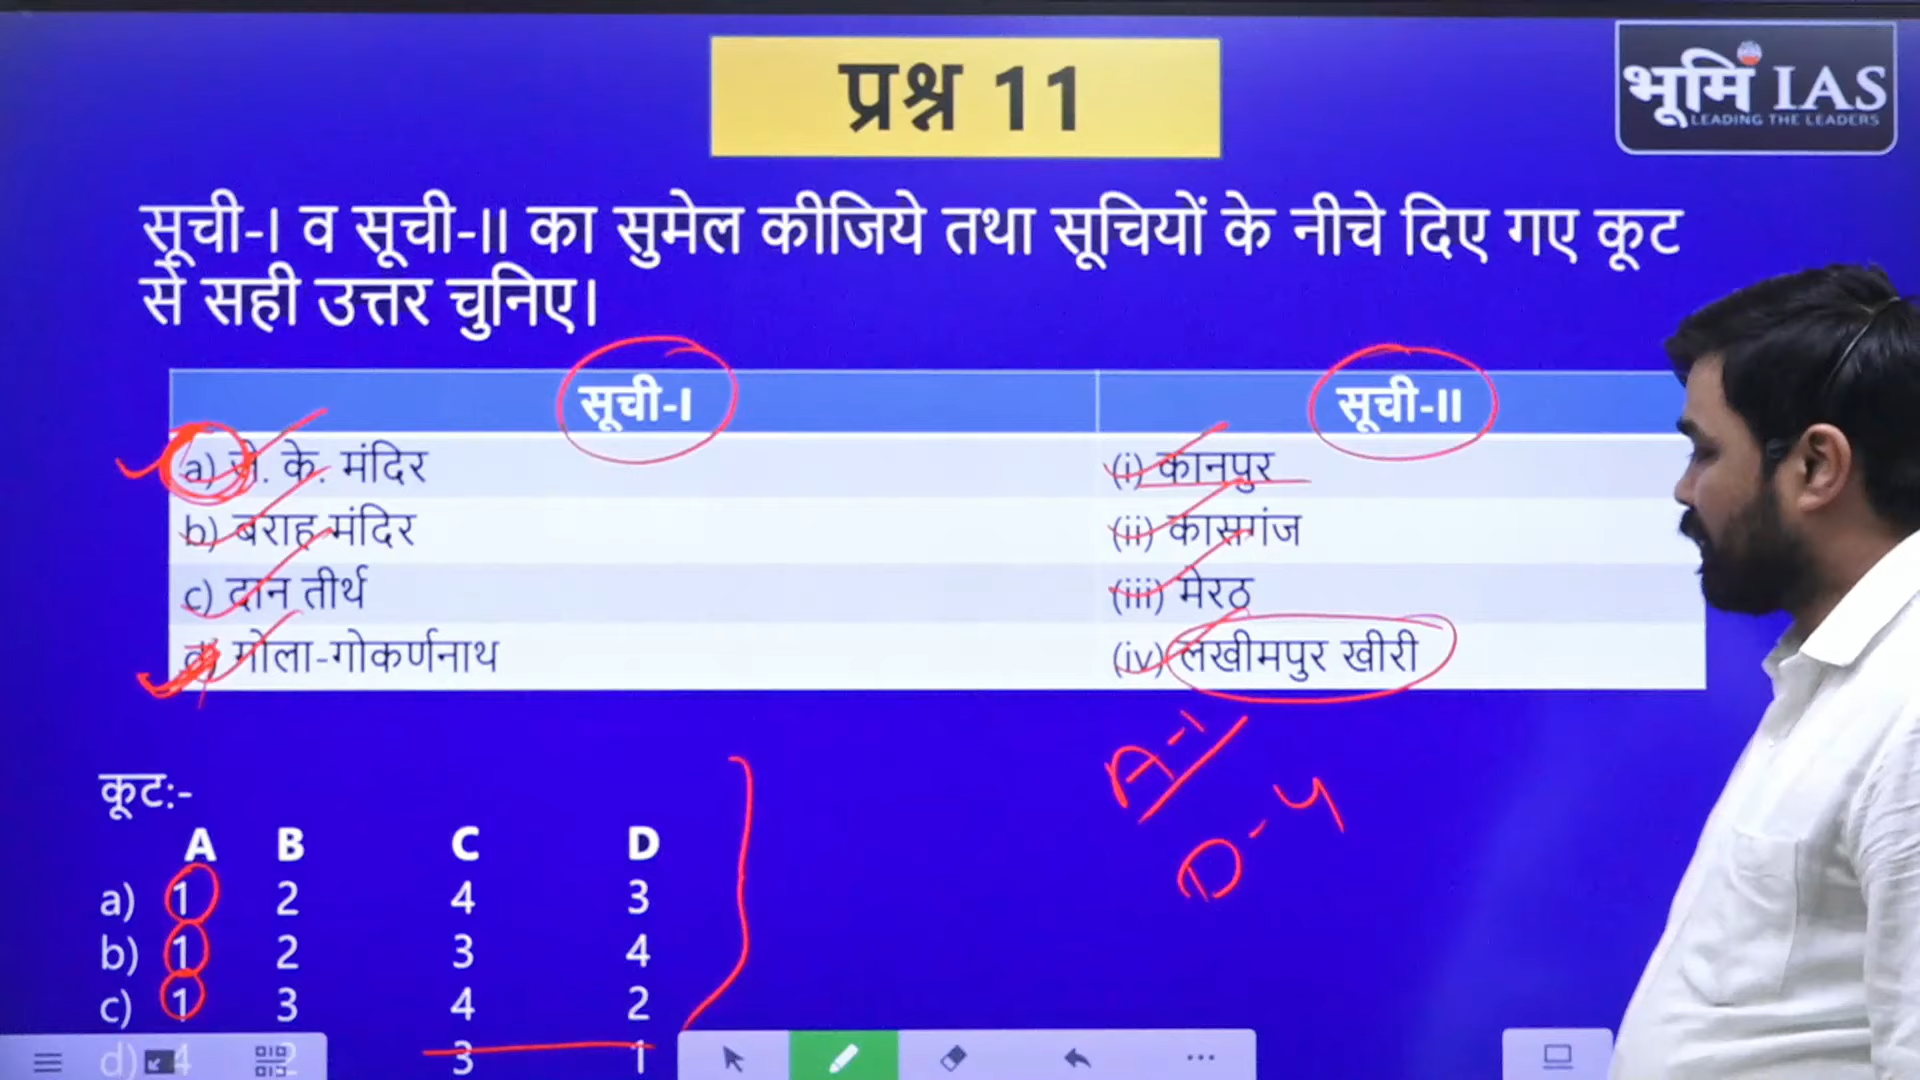 प्रश्न 11
भूमि IAS
LEADING THE LEADERS
सूची-I व सूची-II का सुमेल कीजिये तथा सूचियों के नीचे दिए गए कूट
से सही उत्तर चुनिए।
सूची-I सूची-II
a) जे. के. मंदिर (i) कानपुर
b) बराह मंदिर (ii) कासगंज
c) दान तीर्थ (iii) मेरठ
d) गोला-गोकर्णनाथ (iv) लखीमपुर खीरी
A-1
D-4
कूट:-
A B C D
a) 1 2 4 3
b) 1 2 3 4
c) 1 3 4 2
d) 4 2 3 1